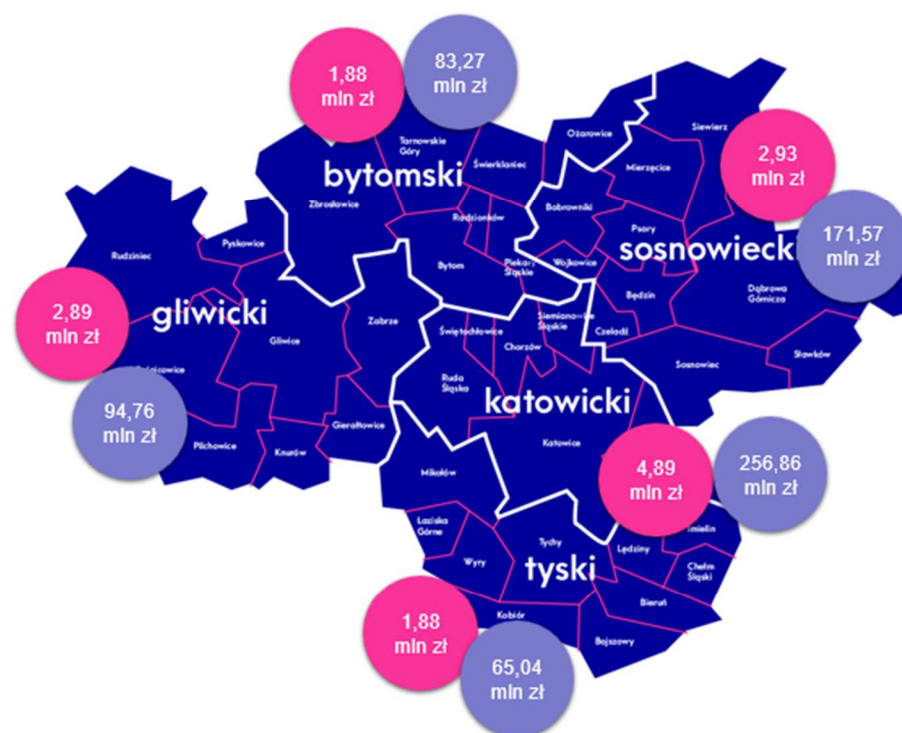 1,88
mln zł
83,27
mln zł
Ożarowice
Siewierz
Tarnowskie
Góry
Świerklaniec
Mierzęcice
2,93
mln zł
bytomski
Zbrosławice
Radzionków
Bobrowniki
Psory
sosnowiecki
171,57
mln zł
Pyskowice
Rudziniec
Bytom
Piekary
Śląskie
Wojkowice
Będzin
Dąbrowa
Górnicza
2,89
mln zł
gliwicki
Zabrze
Gliwice
Świętochłowice
Siemianowice
Śląskie
Chorzów
Czeladź
Sosnowiec
Sławków
Ruda
Śląska
katowicki
Katowice
94,76
mln zł
Pilchowice
Knurów
Gierałtowice
Mikołów
4,89
mln zł
256,86
mln zł
Łaziska
Górne
Wyry
Tychy
tyski
Lędziny
Imielin
Chełm
Śląski
Bieruń
Kobiór
Bojszowy
1,88
mln zł
65,04
mln zł